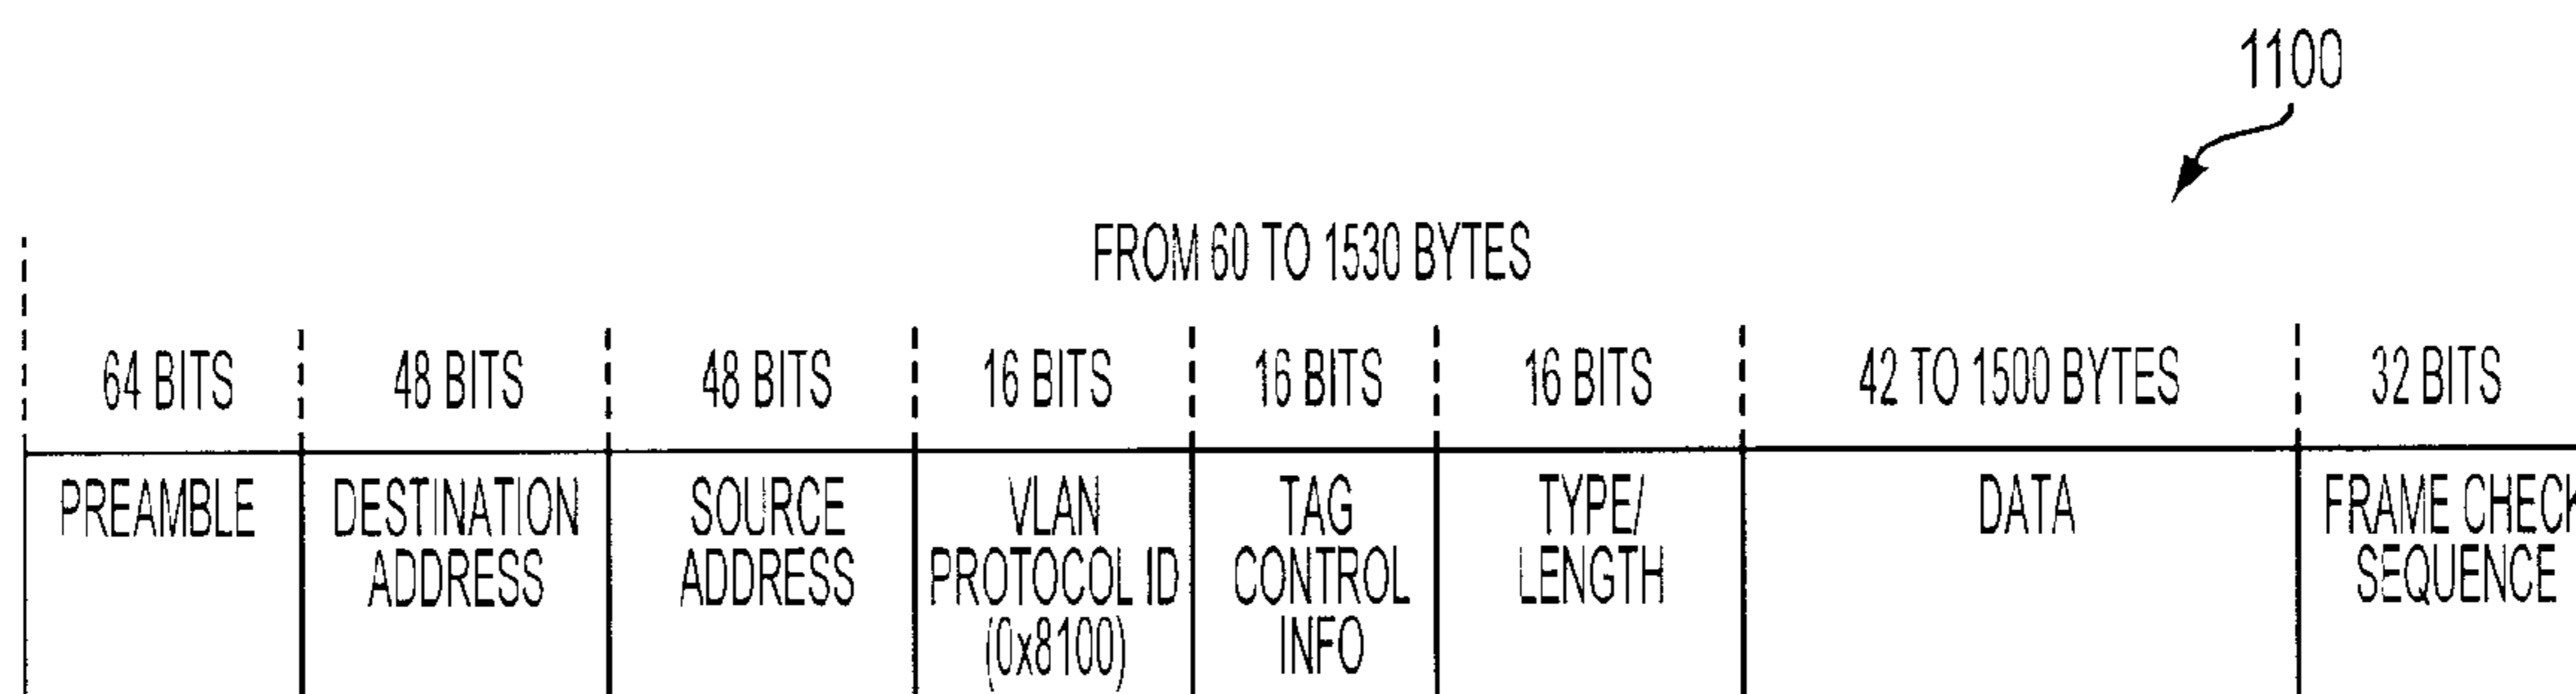 1100
FROM 60 TO 1530 BYTES
64 BITS 48 BITS 48 BITS 16 BITS 16 BITS 16 BITS 42 TO 1500 BYTES 32 BITS
PREAMBLE
DESTINATION
ADDRESS
SOURCE
ADDRESS
VLAN
PROTOCOL ID
(0x8100)
TAG
CONTROL
INFO
TYPE/
LENGTH
DATA
FRAME CHECK
SEQUENCE